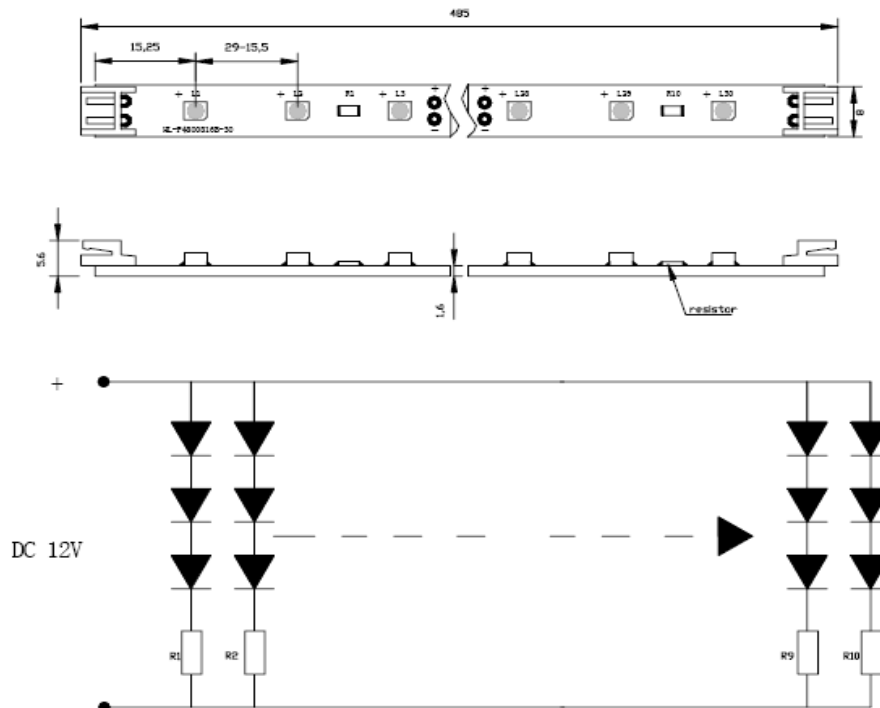 485
15,25 29-15,5
+ L1 + L2 R1 + L3 + + + L28 + L29 R10 + L30
8
- -
5.6
1.6
resistor
+
DC 12V
R1 R2 R9 R10